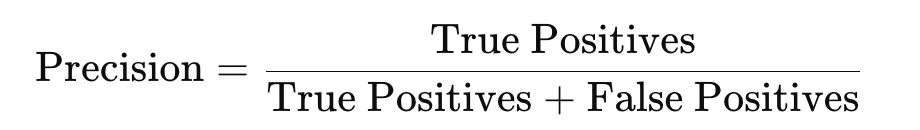 Precision = True Positives / True Positives + False Positives